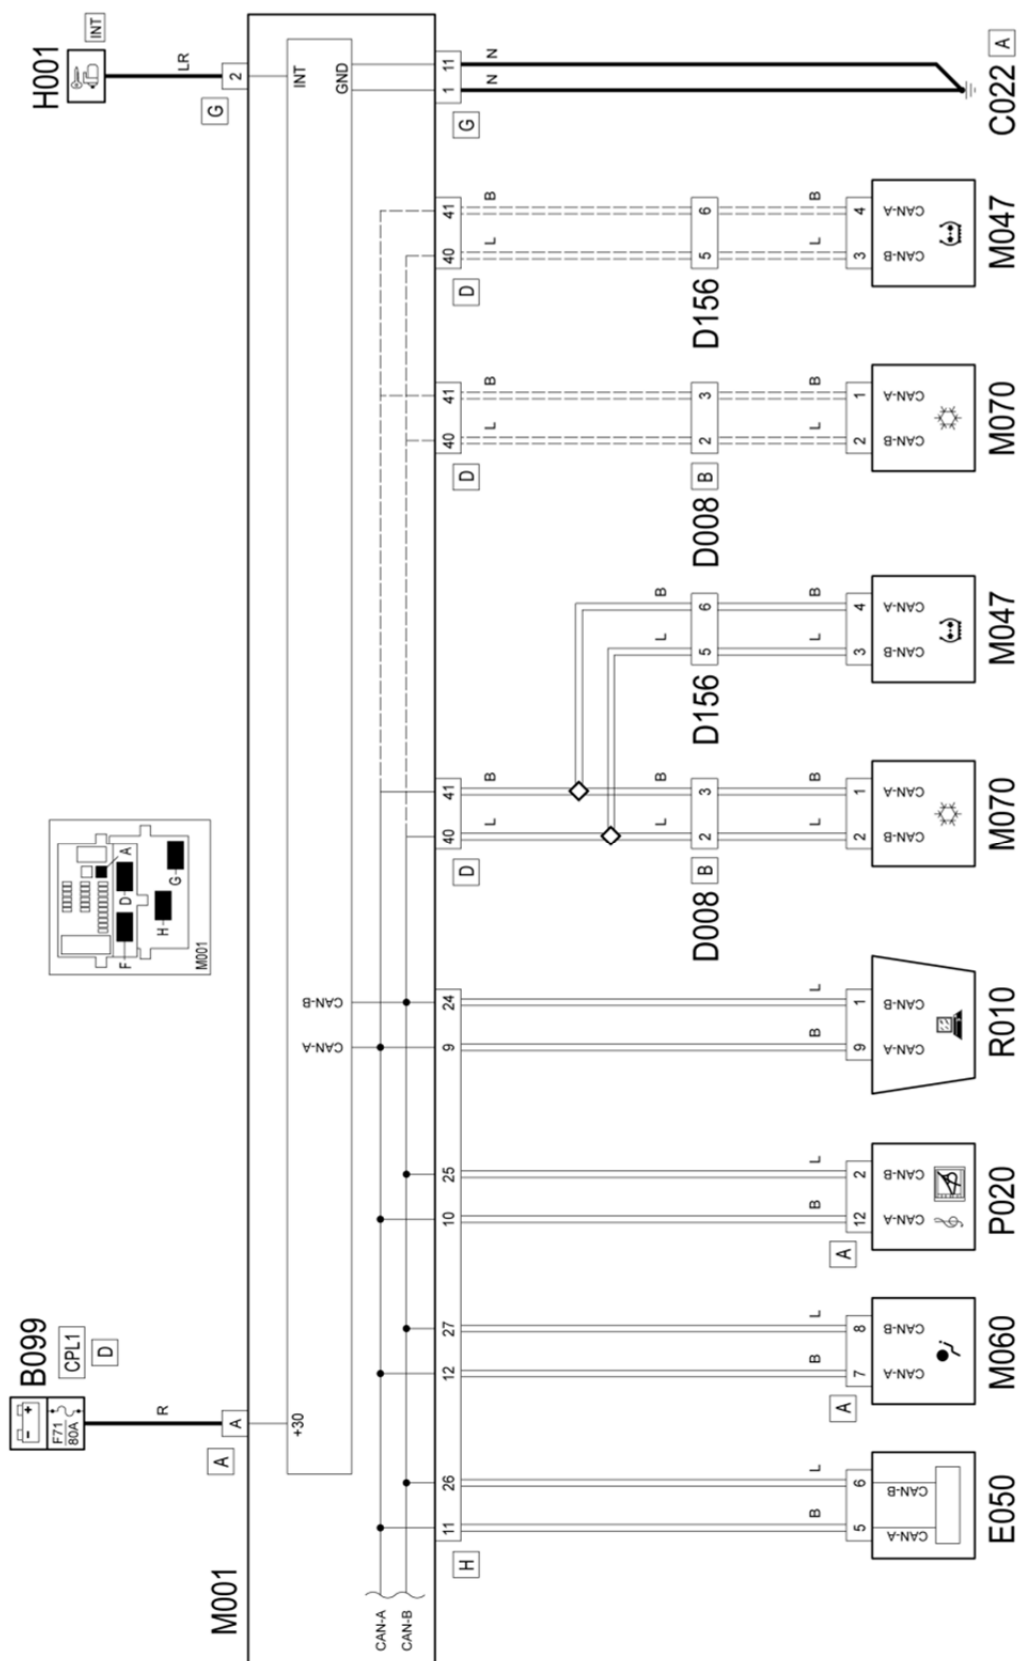 B099
H001
- +
F71
80A
CPL1
D
INT
R
LR
M001
A
A
F
H
D
A
G
M001
G
2
+30
CAN-A
CAN-B
INT
GND
CAN-A
CAN-B
H
11
26
12
27
10
25
9
24
D
40
41
D
40
41
D
40
41
G
1
11
L
B
L
B
L
B
N
N
L
B
L
B
D008
B
2
3
D156
5
6
D008
B
2
3
D156
5
6
B
L
B
L
B
L
B
L
L
B
L
B
L
B
L
B
5
6
A
7
8
A
12
2
9
1
2
1
3
4
2
1
3
4
CAN-A
CAN-B
CAN-A
CAN-B
CAN-A
CAN-B
CAN-A
CAN-B
CAN-B
CAN-A
CAN-B
CAN-A
CAN-B
CAN-A
CAN-B
CAN-A
E050
M060
P020
R010
M070
M047
M070
M047
C022
A